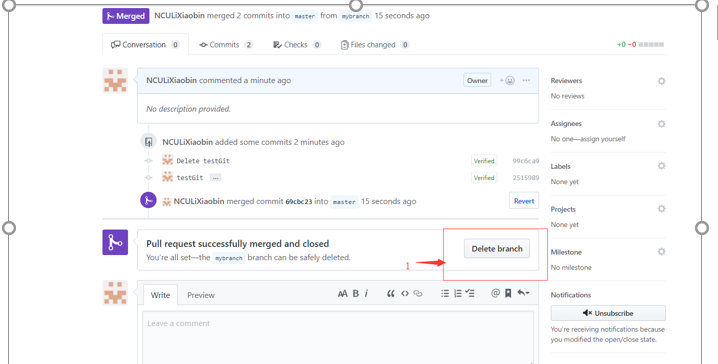 Merged NCULiXiaobin merged 2 commits into master from mybranch 15 seconds ago
Conversation 0 Commits 2 Checks 0 Files changed 0 +0 −0
NCULiXiaobin commented a minute ago Owner + ...
No description provided.
NCULiXiaobin added some commits 2 minutes ago
Delete testGit Verified 99c6ca9
testGit ... Verified 2515989
NCULiXiaobin merged commit 69cbc23 into master 15 seconds ago Revert
Pull request successfully merged and closed
You're all set—the mybranch branch can be safely deleted.
Delete branch
1
Write Preview AA B i “ <> @
Leave a comment
Reviewers
No reviews
Assignees
No one—assign yourself
Labels
None yet
Projects
None yet
Milestone
No milestone
Notifications
Unsubscribe
You're receiving notifications because
you modified the open/close state.